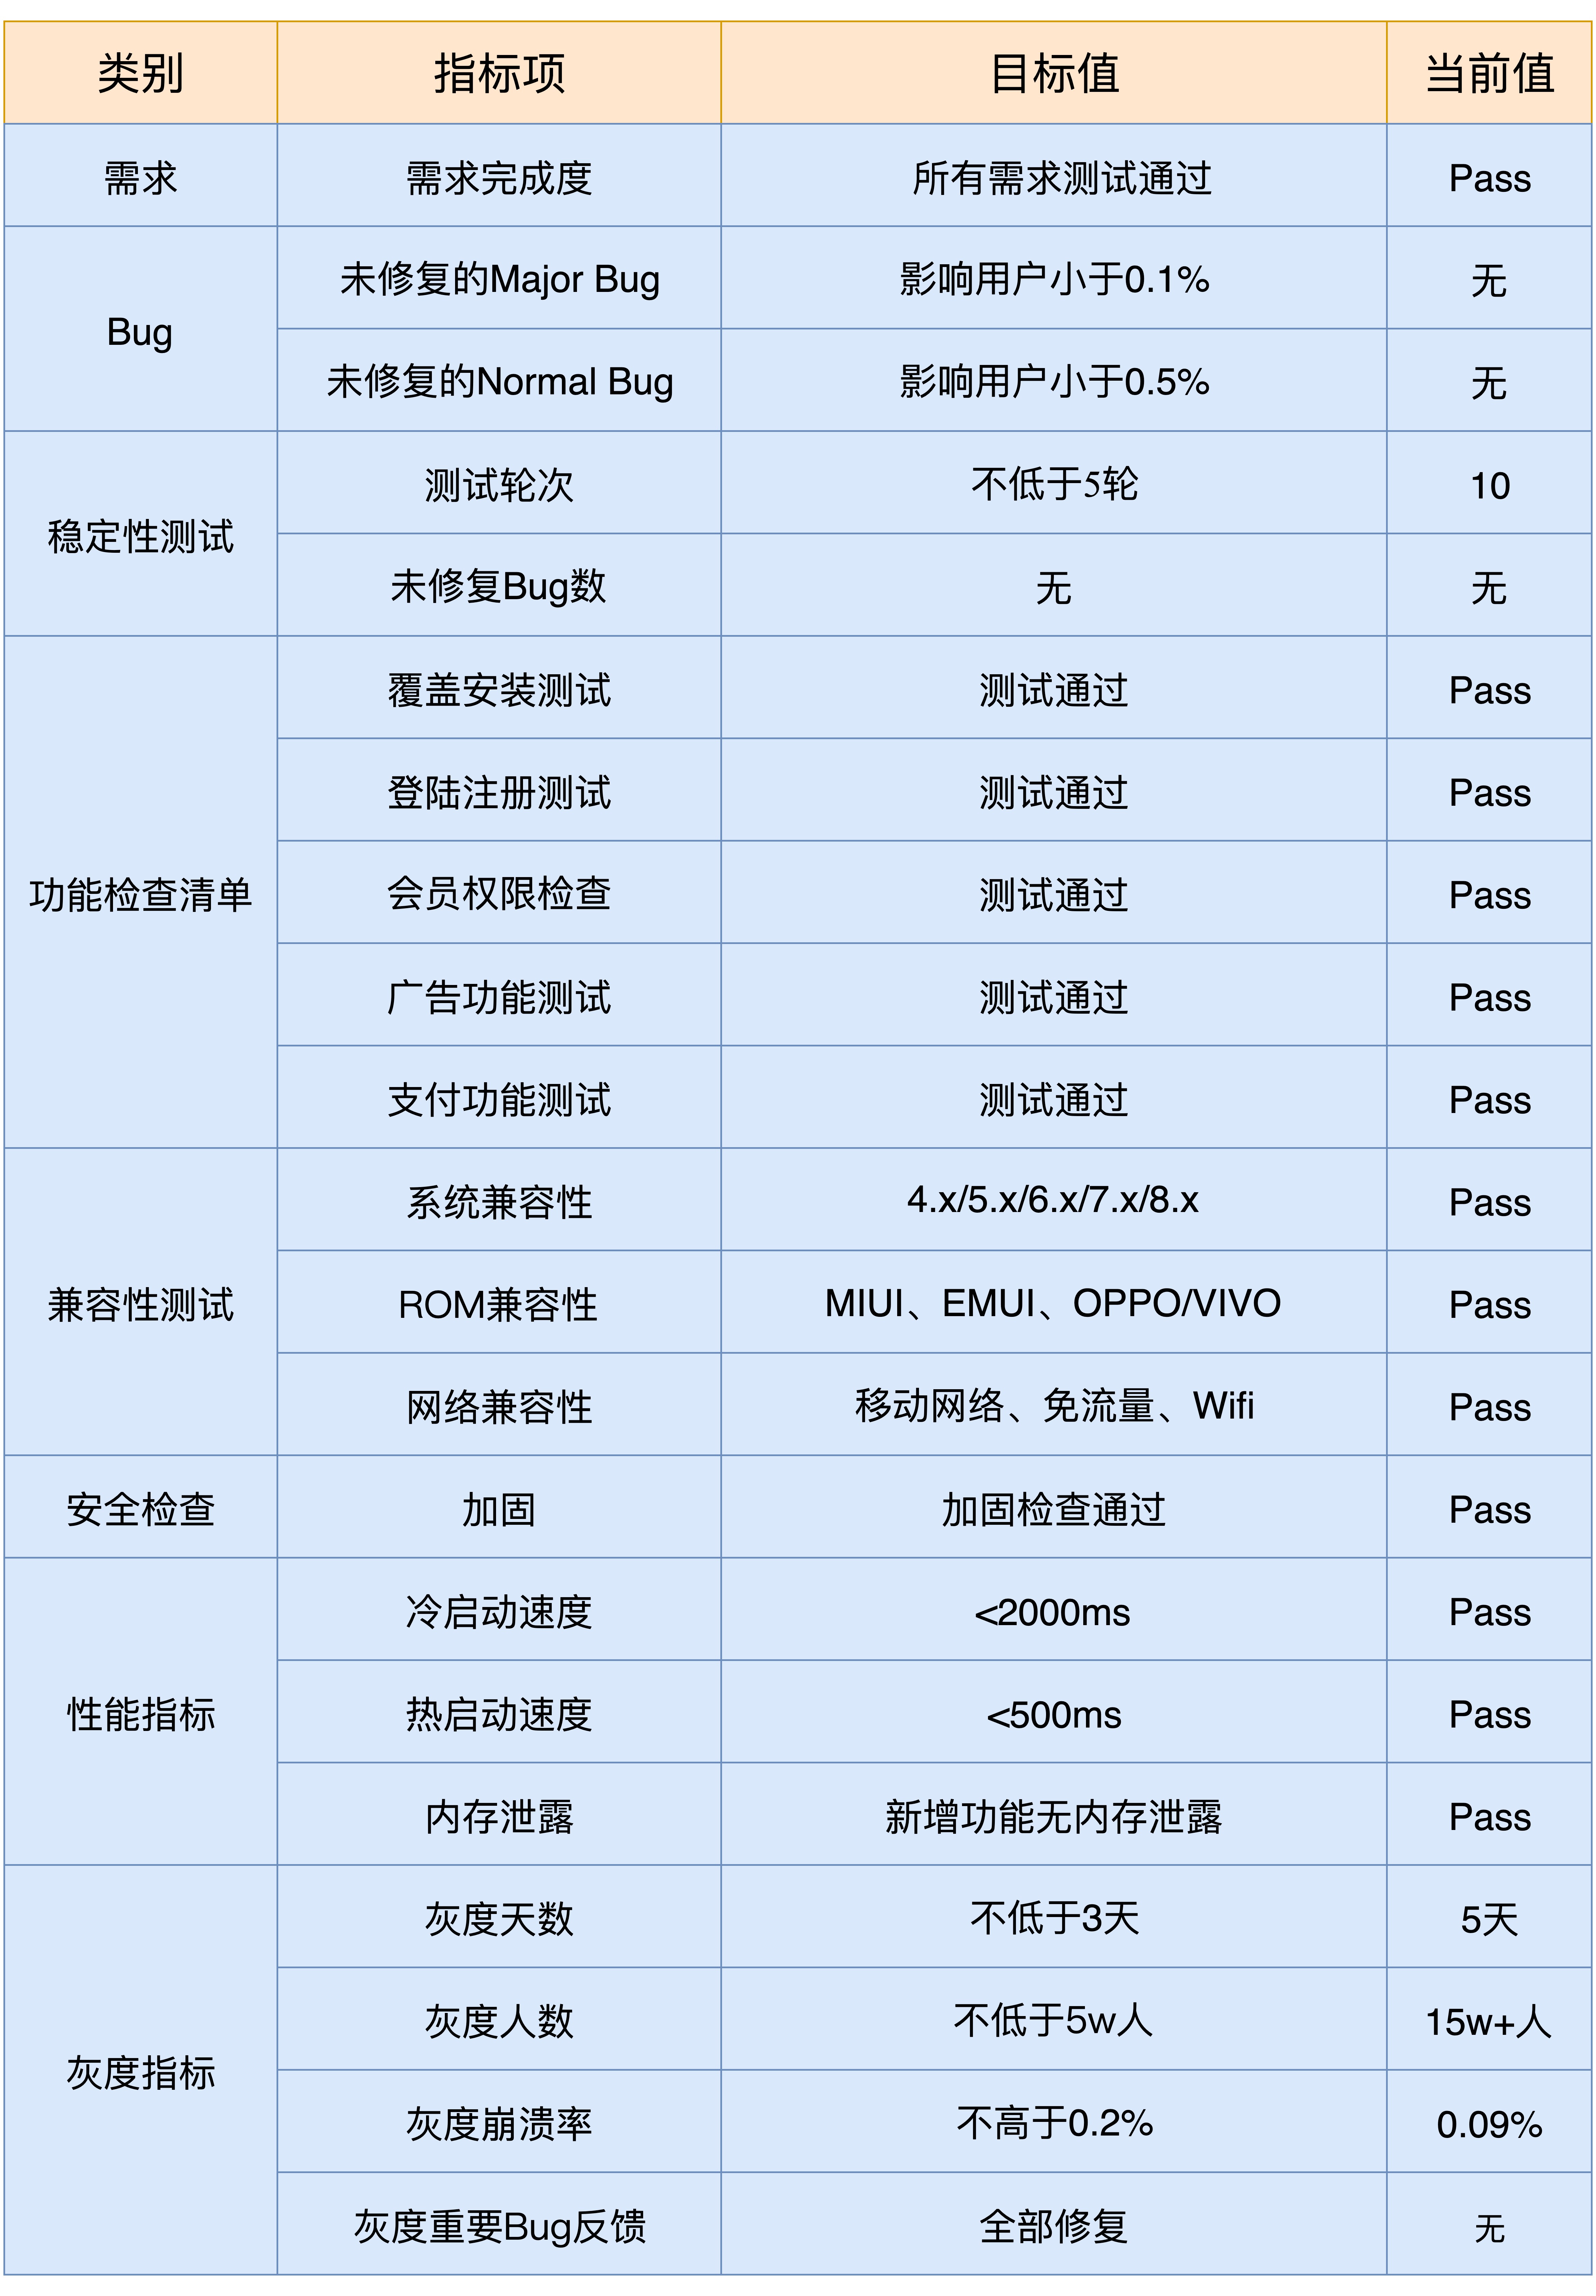 类别 指标项 目标值 当前值
需求 需求完成度 所有需求测试通过 Pass
Bug 未修复的Major Bug 影响用户小于0.1% 无
未修复的Normal Bug 影响用户小于0.5% 无
稳定性测试 测试轮次 不低于5轮 10
未修复Bug数 无 无
功能检查清单 覆盖安装测试 测试通过 Pass
登陆注册测试 测试通过 Pass
会员权限检查 测试通过 Pass
广告功能测试 测试通过 Pass
支付功能测试 测试通过 Pass
兼容性测试 系统兼容性 4.x/5.x/6.x/7.x/8.x Pass
ROM兼容性 MIUI、EMUI、OPPO/VIVO Pass
网络兼容性 移动网络、免流量、Wifi Pass
安全检查 加固 加固检查通过 Pass
性能指标 冷启动速度 <2000ms Pass
热启动速度 <500ms Pass
内存泄露 新增功能无内存泄露 Pass
灰度指标 灰度天数 不低于3天 5天
灰度人数 不低于5w人 15w+人
灰度崩溃率 不高于0.2% 0.09%
灰度重要Bug反馈 全部修复 无